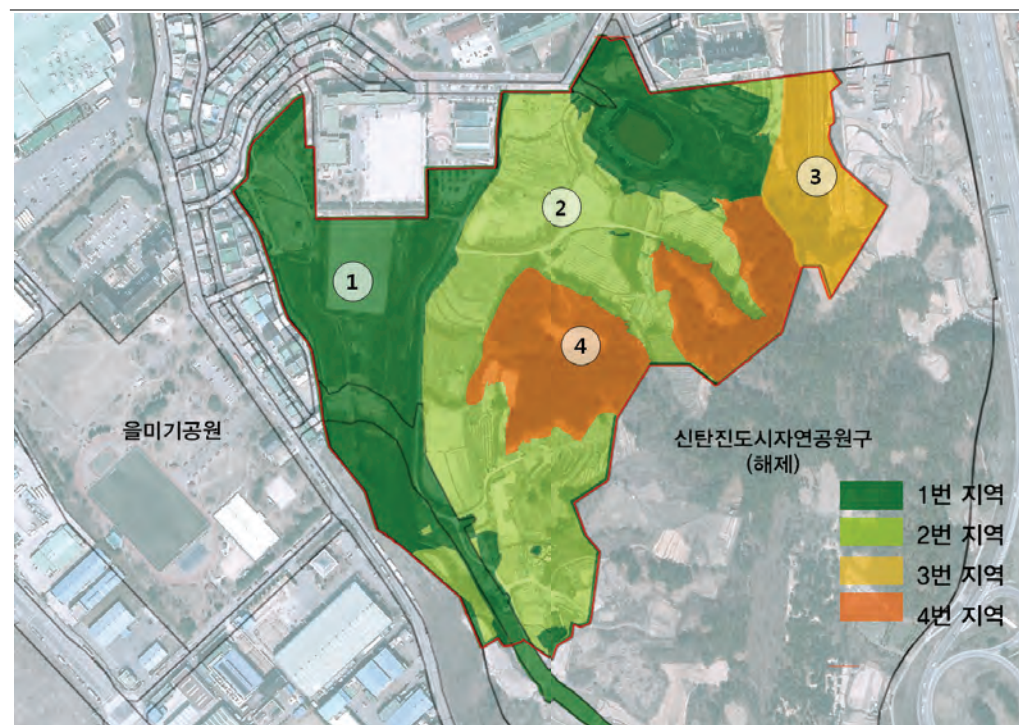 3
2
1
4
을미기공원
신탄진도시자연공원구
(해제)
1번 지역
2번 지역
3번 지역
4번 지역